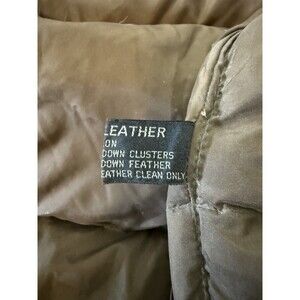 LEATHER
ON
DOWN CLUSTERS
DOWN FEATHER
EATHER CLEAN ONLY